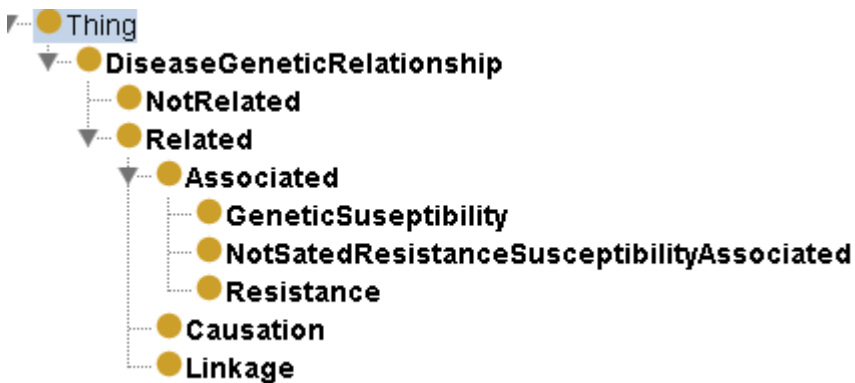 Thing
DiseaseGeneticRelationship
NotRelated
Related
Associated
GeneticSuseptibility
NotSatedResistanceSusceptibilityAssociated
Resistance
Causation
Linkage